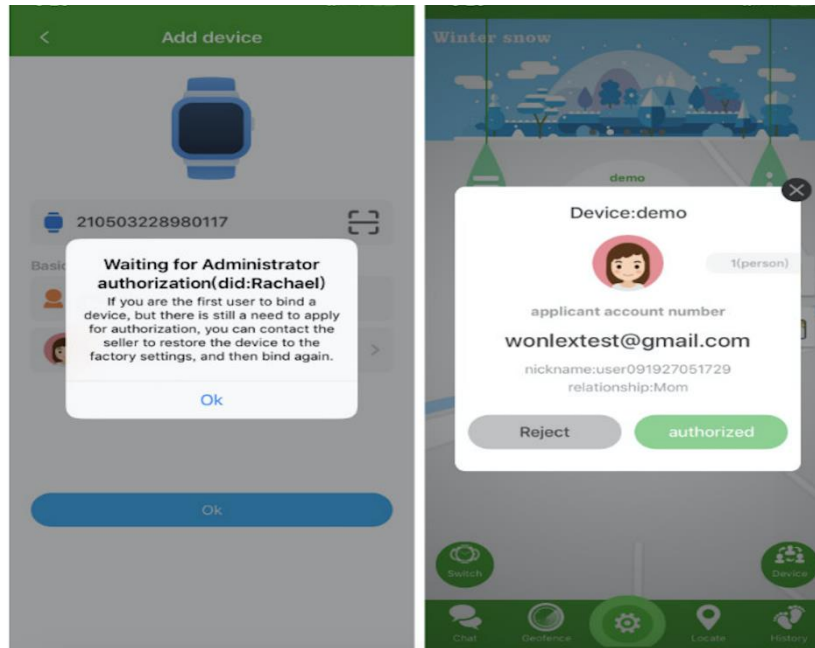 Add device
210503228980117
Basic
Waiting for Administrator
authorization(did:Rachael)
If you are the first user to bind a
device, but there is still a need to apply
for authorization, you can contact the
seller to restore the device to the
factory settings, and then bind again.
Ok
Ok
Winter snow
demo
Device:demo
1(person)
applicant account number
wonlextest@gmail.com
nickname:user091927051729
relationship:Mom
Reject
authorized
Switch
Device
Chat
Geofence
Locate
History